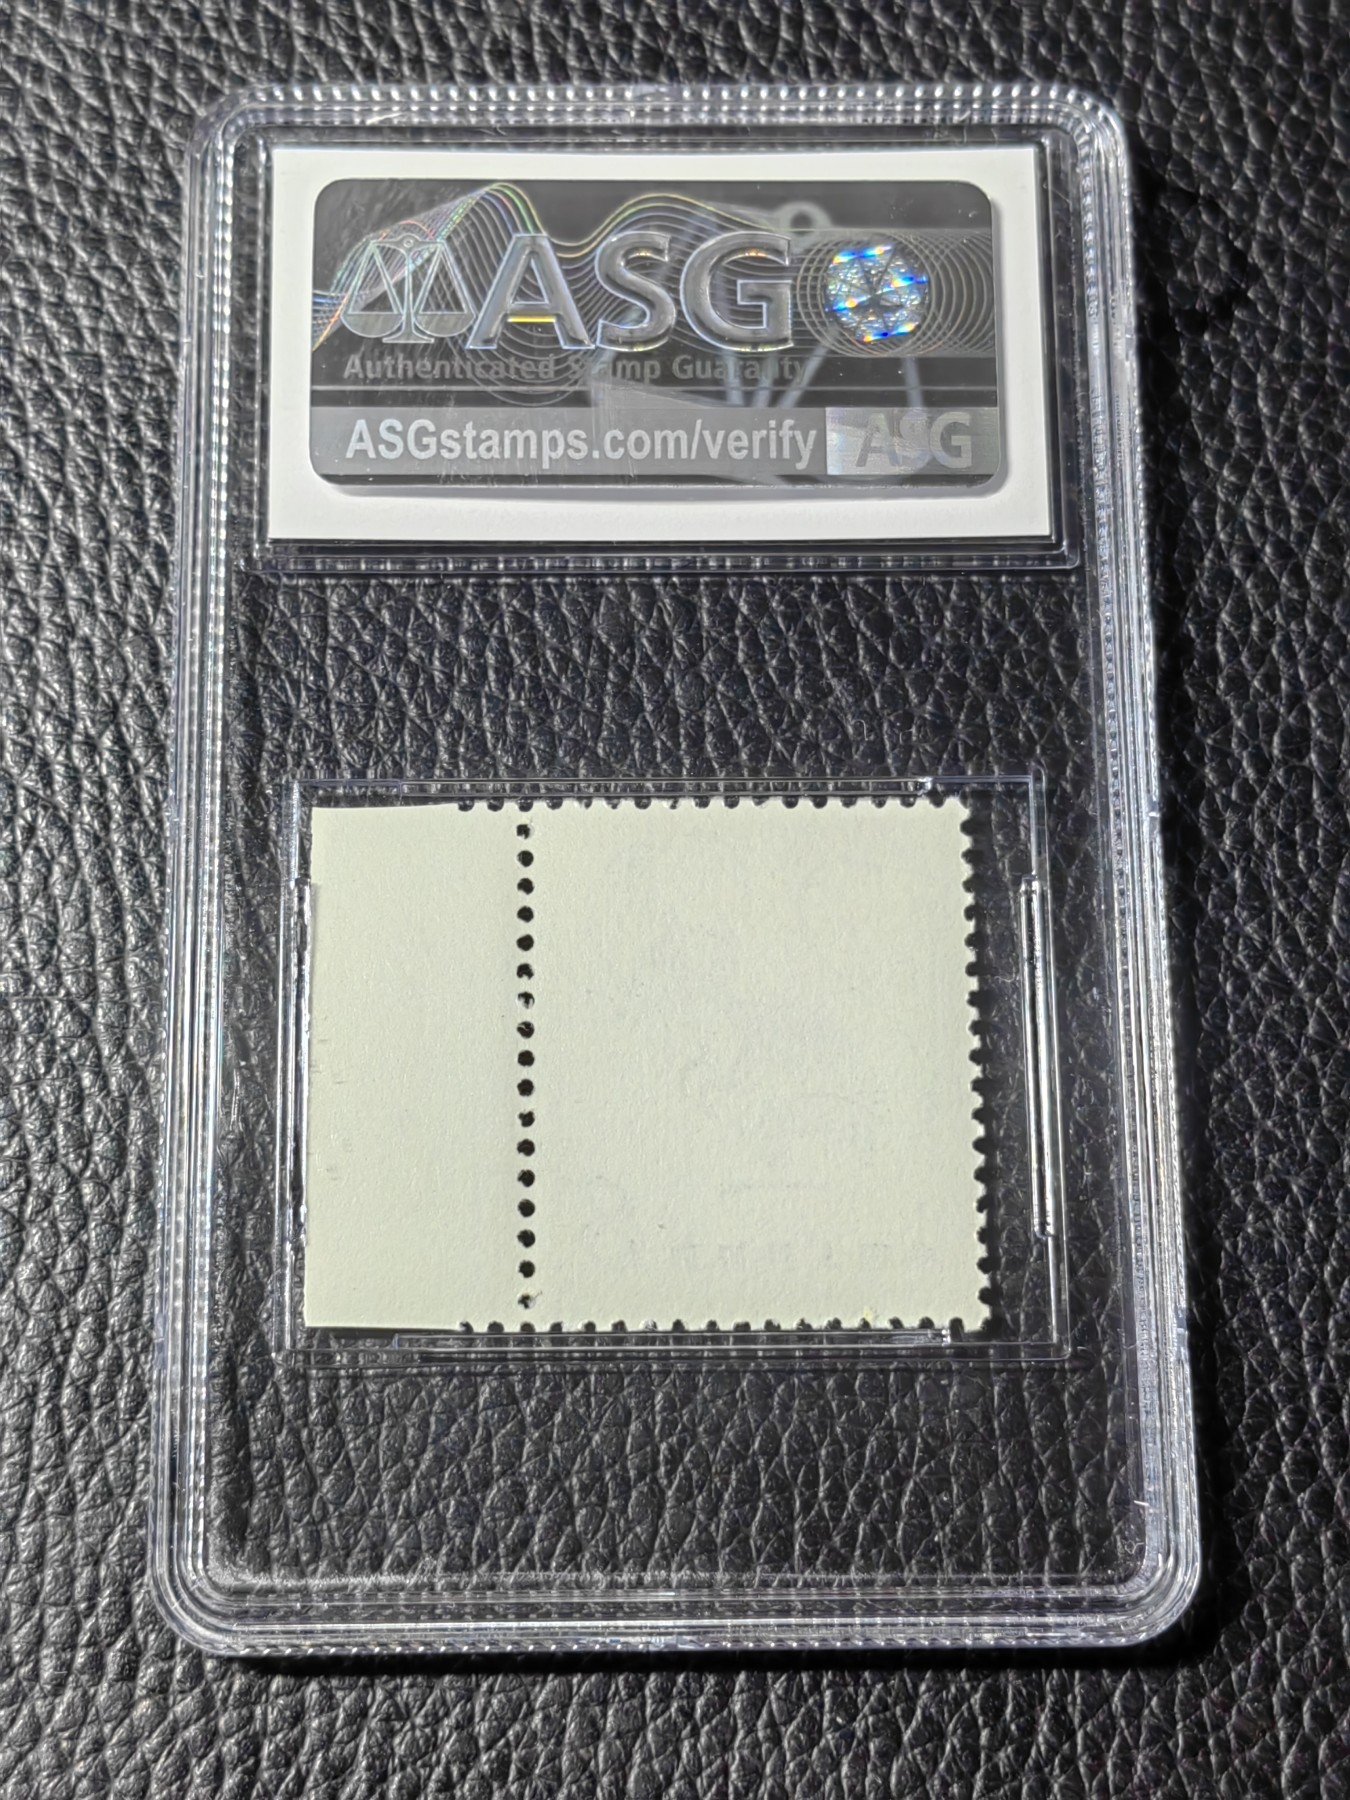 ASG
Authenticated Stamp Guaranty
ASGstamps.com/verify
ASG